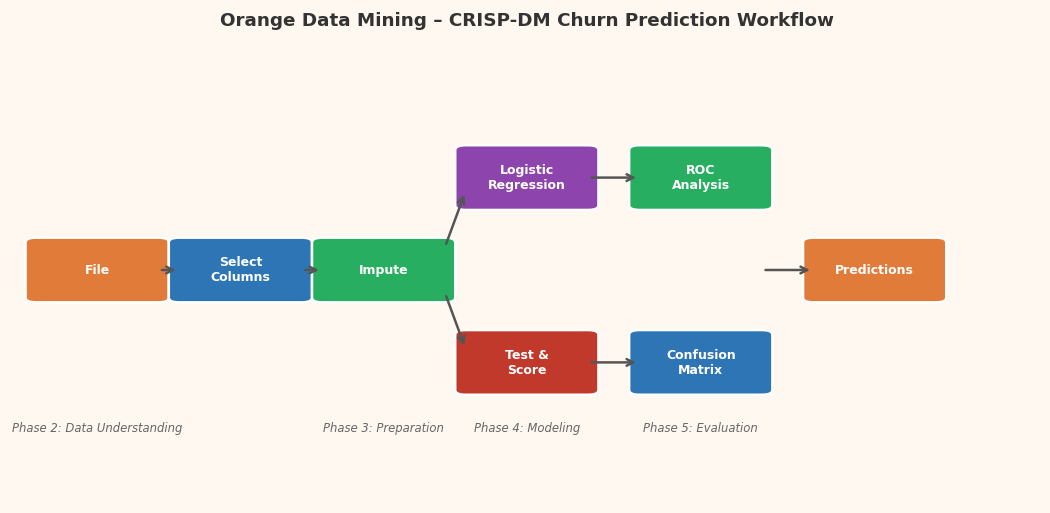 Orange Data Mining – CRISP-DM Churn Prediction Workflow
Logistic
Regression
ROC
Analysis
File
Select
Columns
Impute
Predictions
Test &
Score
Confusion
Matrix
Phase 2: Data Understanding
Phase 3: Preparation
Phase 4: Modeling
Phase 5: Evaluation